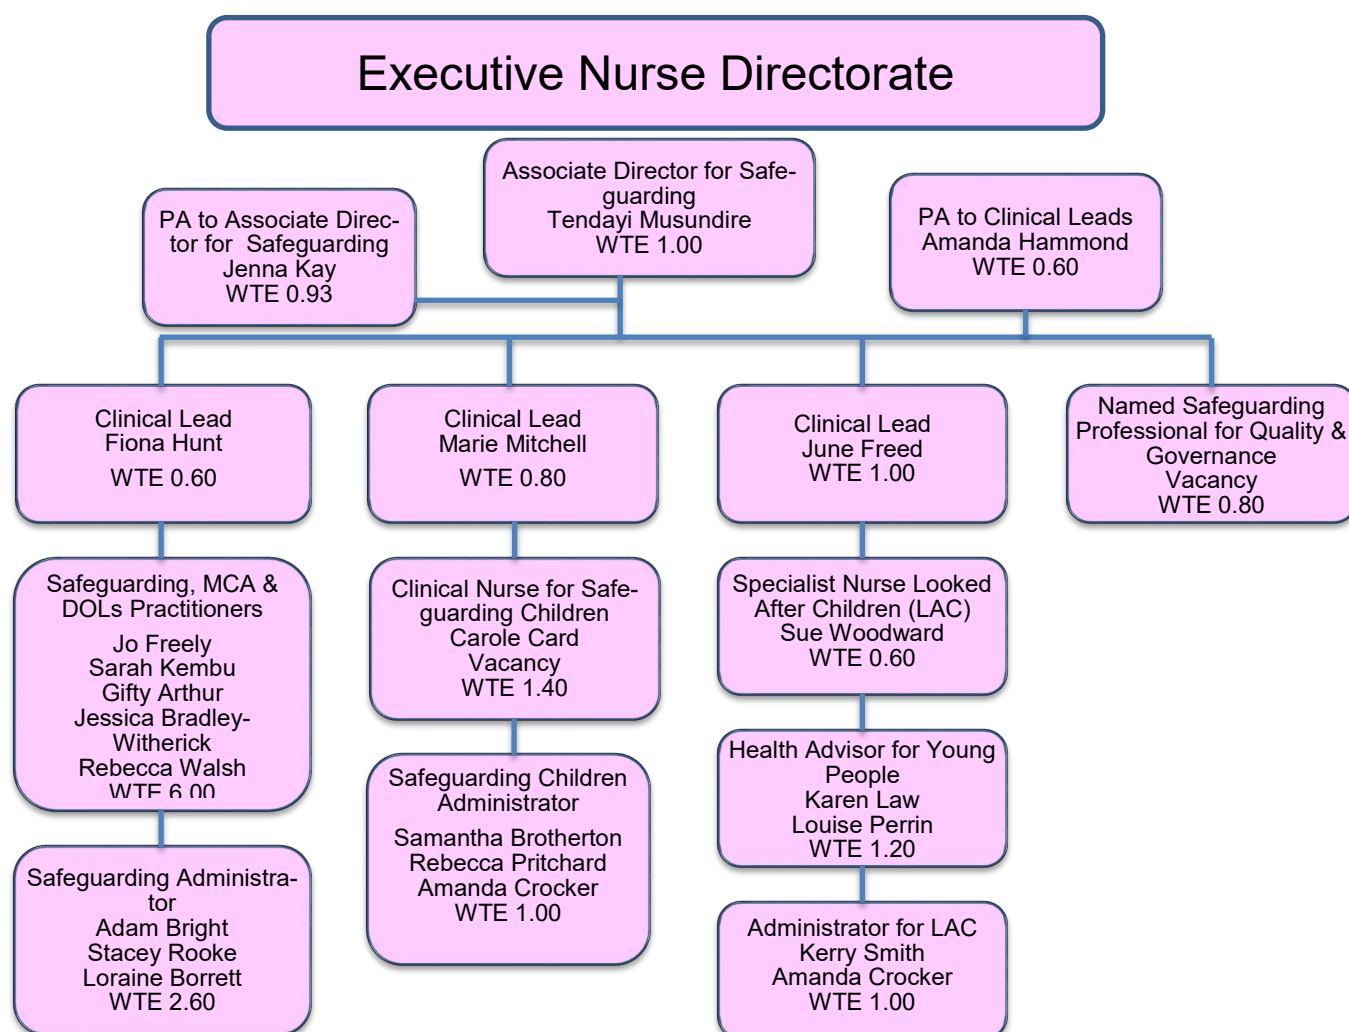 Executive Nurse Directorate
Associate Director for Safe-
guarding
Tendayi Musundire
WTE 1.00
PA to Associate Direc-
tor for Safeguarding
Jenna Kay
WTE 0.93
PA to Clinical Leads
Amanda Hammond
WTE 0.60
Clinical Lead
Fiona Hunt
WTE 0.60
Clinical Lead
Marie Mitchell
WTE 0.80
Clinical Lead
June Freed
WTE 1.00
Named Safeguarding
Professional for Quality &
Governance
Vacancy
WTE 0.80
Safeguarding, MCA &
DOLs Practitioners
Jo Freely
Sarah Kembu
Gifty Arthur
Jessica Bradley-
Witherick
Rebecca Walsh
WTE 6.00
Clinical Nurse for Safe-
guarding Children
Carole Card
Vacancy
WTE 1.40
Specialist Nurse Looked
After Children (LAC)
Sue Woodward
WTE 0.60
Health Advisor for Young
People
Karen Law
Louise Perrin
WTE 1.20
Safeguarding Children
Administrator
Samantha Brotherton
Rebecca Pritchard
Amanda Crocker
WTE 1.00
Safeguarding Administra-
tor
Adam Bright
Stacey Rooke
Loraine Borrett
WTE 2.60
Administrator for LAC
Kerry Smith
Amanda Crocker
WTE 1.00